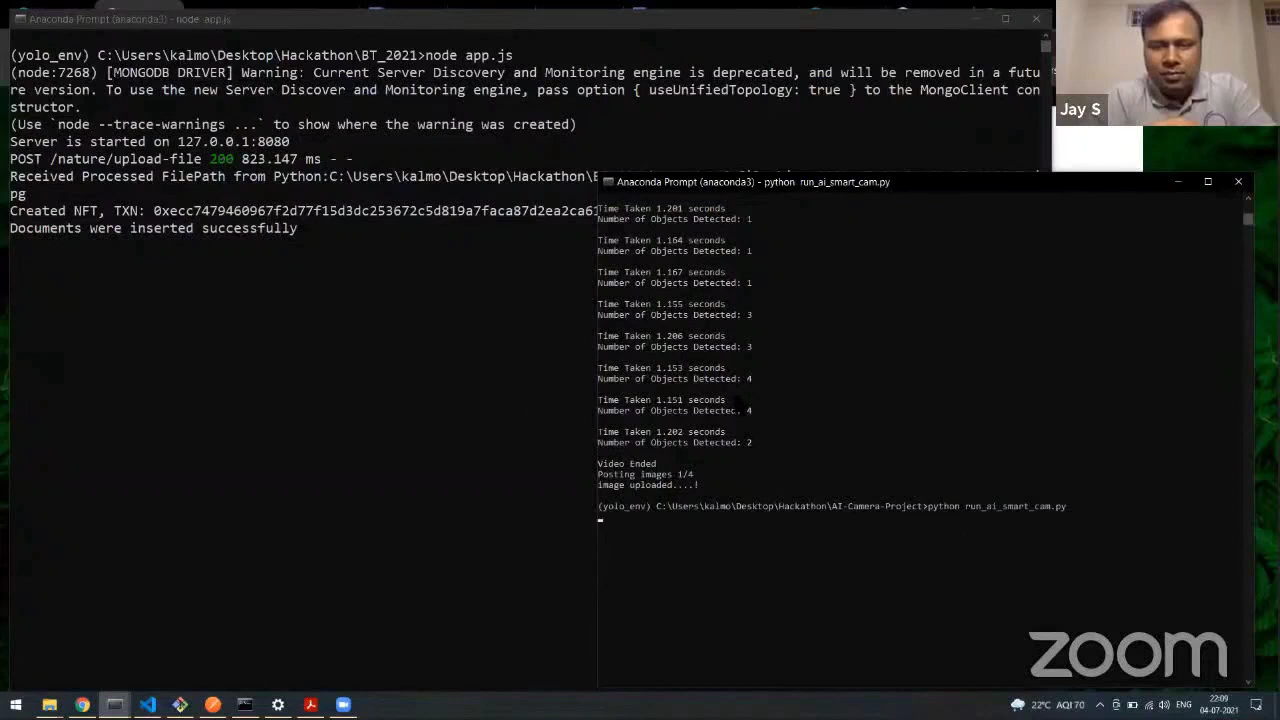 Anaconda Prompt (anaconda3) - node app.js
(yolo_env) C:\Users\kalmo\Desktop\Hackathon\BT_2021>node app.js
(node:7268) [MONGODB DRIVER] Warning: Current Server Discovery and Monitoring engine is deprecated, and will be removed in a futu
re version. To use the new Server Discover and Monitoring engine, pass option { useUnifiedTopology: true } to the MongoClient con
structor.
(Use `node --trace-warnings ...` to show where the warning was created)
Server is started on 127.0.0.1:8080
POST /nature/upload-file 200 823.147 ms - -
Received Processed FilePath from Python:C:\Users\kalmo\Desktop\Hackathon\
pg
Created NFT, TXN: 0xecc7479460967f2d77f15d3dc253672c5d819a7faca87d2ea2ca61
Documents were inserted successfully
Jay S
Anaconda Prompt (anaconda3) - python run_ai_smart_cam.py
Time Taken 1.201 seconds
Number of Objects Detected: 1
Time Taken 1.164 seconds
Number of Objects Detected: 1
Time Taken 1.167 seconds
Number of Objects Detected: 1
Time Taken 1.155 seconds
Number of Objects Detected: 3
Time Taken 1.206 seconds
Number of Objects Detected: 3
Time Taken 1.153 seconds
Number of Objects Detected: 4
Time Taken 1.151 seconds
Number of Objects Detected: 4
Time Taken 1.202 seconds
Number of Objects Detected: 2
Video Ended
Posting images 1/4
image uploaded....!
(yolo_env) C:\Users\kalmo\Desktop\Hackathon\AI-Camera-Project>python run_ai_smart_cam.py
zoom
22°C AQI 70
ENG
22:09
04-07-2021